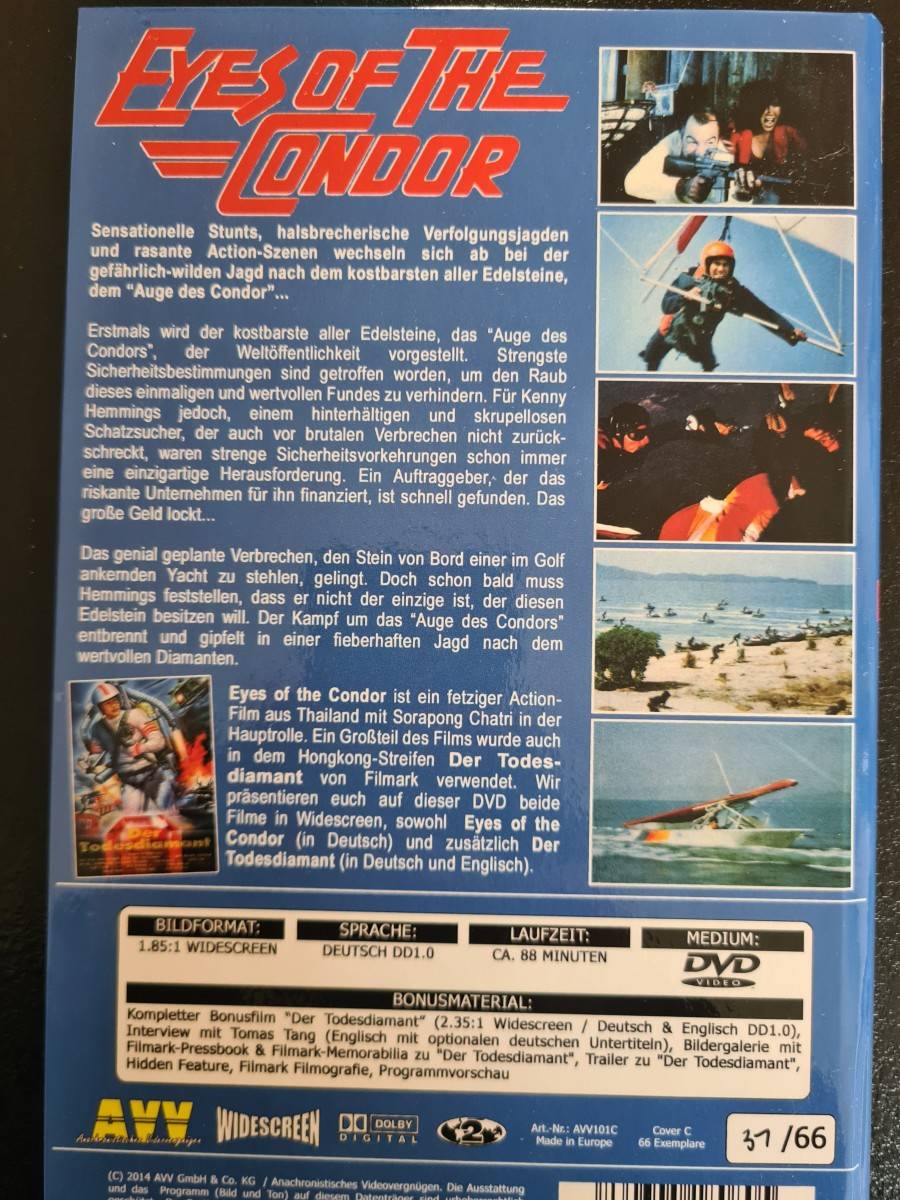 EYES OF THE
CONDOR
Sensationelle Stunts, halsbrecherische Verfolgungsjagden
und rasante Action-Szenen wechseln sich ab bei der
gefährlich-wilden Jagd nach dem kostbarsten aller Edelsteine,
dem "Auge des Condor"...
Erstmals wird der kostbarste aller Edelsteine, das "Auge des
Condors", der Weltöffentlichkeit vorgestellt. Strengste
Sicherheitsbestimmungen sind getroffen worden, um den Raub
dieses einmaligen und wertvollen Fundes zu verhindern. Für Kenny
Hemmings jedoch, einem hinterhältigen und skrupellosen
Schatzsucher, der auch vor brutalen Verbrechen nicht zurück-
schreckt, waren strenge Sicherheitsvorkehrungen schon immer
eine einzigartige Herausforderung. Ein Auftraggeber, der das
riskante Unternehmen für ihn finanziert, ist schnell gefunden. Das
große Geld lockt...
Das genial geplante Verbrechen, den Stein von Bord einer im Golf
ankernden Yacht zu stehlen, gelingt. Doch schon bald muss
Hemmings feststellen, dass er nicht der einzige ist, der diesen
Edelstein besitzen will. Der Kampf um das "Auge des Condors"
entbrennt und gipfelt in einer fieberhaften Jagd nach dem
wertvollen Diamanten.
Der
Todesdiamant
Eyes of the Condor ist ein fetziger Action-
Film aus Thailand mit Sorapong Chatri in der
Hauptrolle. Ein Großteil des Films wurde auch
in dem Hongkong-Streifen Der Todes-
diamant von Filmark verwendet. Wir
präsentieren euch auf dieser DVD beide
Filme in Widescreen, sowohl Eyes of the
Condor (in Deutsch) und zusätzlich Der
Todesdiamant (in Deutsch und Englisch).
BILDFORMAT:
1.85:1 WIDESCREEN
SPRACHE:
DEUTSCH DD1.0
LAUFZEIT:
CA. 88 MINUTEN
MEDIUM:
DVD
VIDEO
BONUSMATERIAL:
Kompletter Bonusfilm "Der Todesdiamant" (2.35:1 Widescreen / Deutsch & Englisch DD1.0),
Interview mit Tomas Tang (Englisch mit optionalen deutschen Untertiteln), Bildergalerie mit
Filmark-Pressbook & Filmark-Memorabilia zu "Der Todesdiamant", Trailer zu "Der Todesdiamant",
Hidden Feature, Filmark Filmografie, Programmvorschau
AVV
Anachronistisches Videovergnügen
WIDESCREEN
DOLBY
DIGITAL
2
Art.-Nr.: AVV101C
Made in Europe
Cover C
66 Exemplare
31/66
(C) 2014 AVV GmbH & Co. KG / Anachronistisches Videovergnügen. Die Ausstattung
und das Programm (Bild und Ton) auf diesem Datenträger sind urheberrechtlich